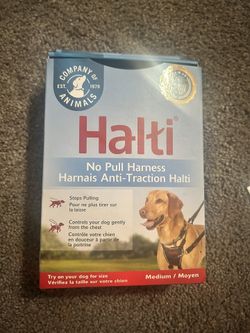 COMPANY OF
ANIMALS
EST. 1979
Halti®
No Pull Harness
Harnais Anti-Traction Halti
Stops Pulling
Pour ne plus tirer sur
la laisse
Controls your dog gently
from the chest
Contrôle votre chien
en douceur à partir de
la poitrine
Try on your dog for size
Vérifiez la taille sur votre chien
Medium / Moyen